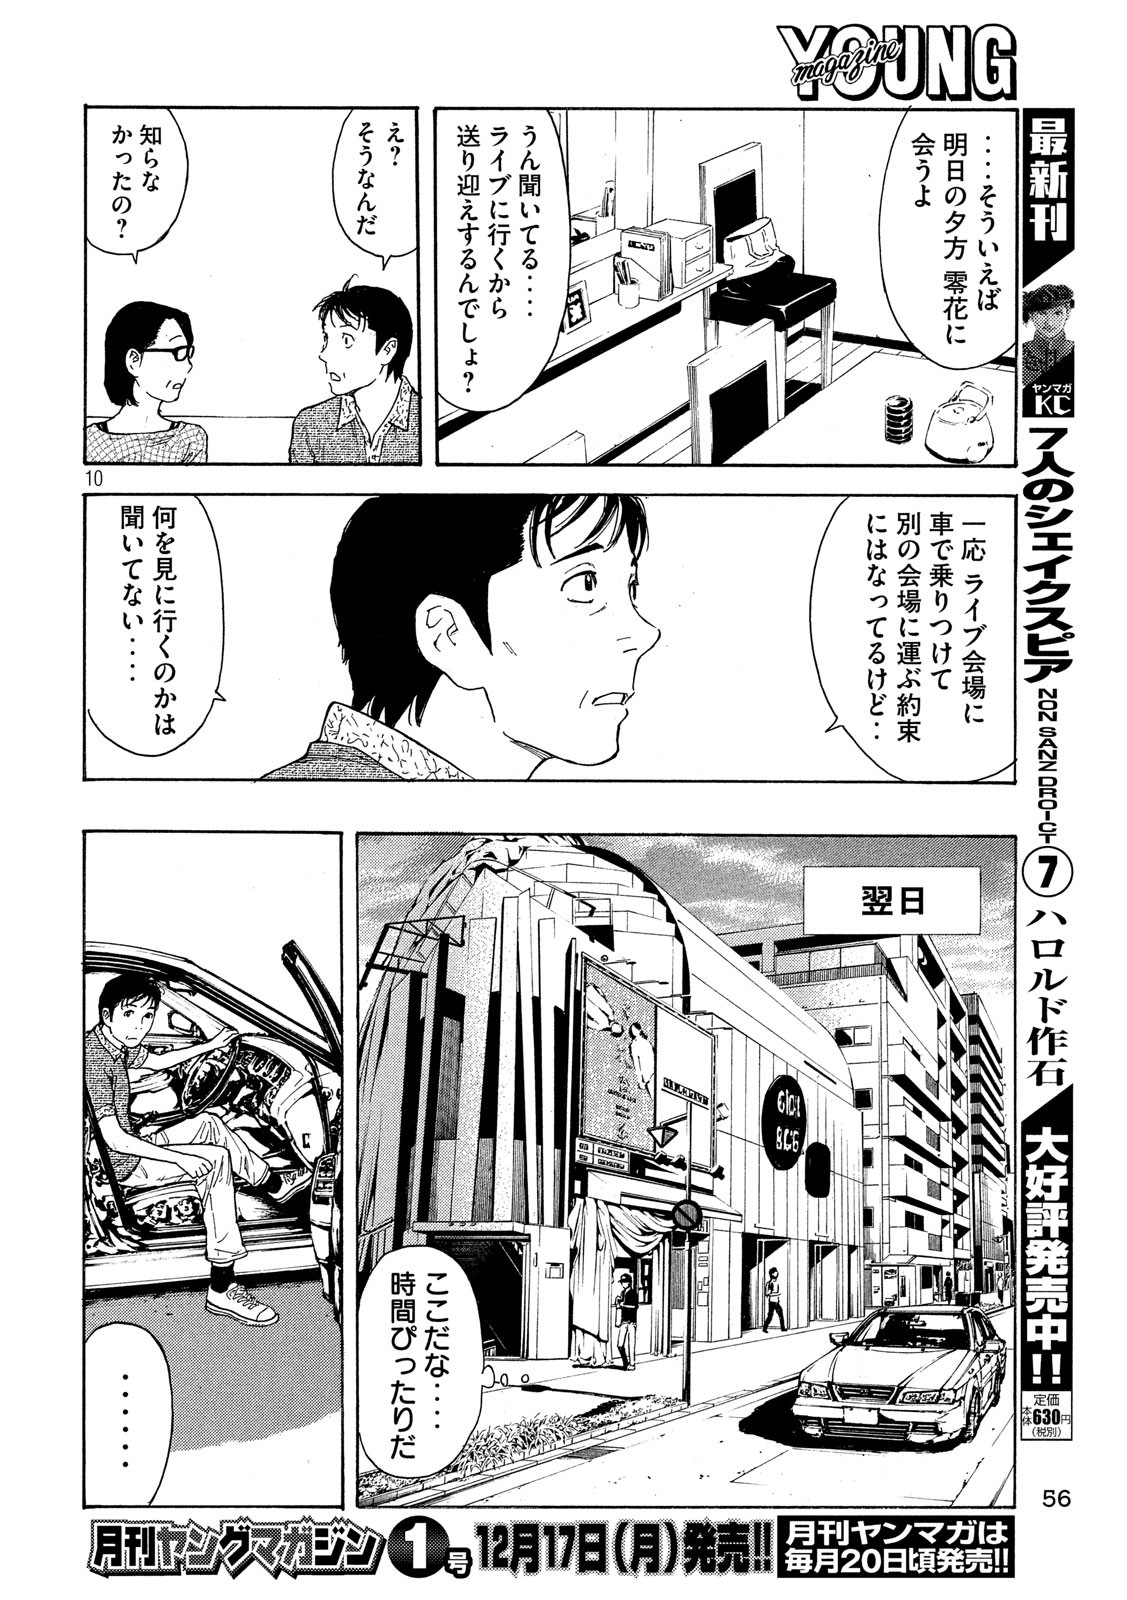 YOUNG
magazine
‥‥そういえば
明日の夕方 零花に
会うよ
うん聞いてる‥‥
ライブに行くから
送り迎えするんでしょ?
え?
そうなんだ
知らな
かったの?
10
一応 ライブ会場に
車で乗りつけて
別の会場に運ぶ約束
にはなってるけど‥
何を見に行くのかは
聞いてない‥‥
翌日
ここだな‥‥
時間ぴったりだ
‥‥‥
最新刊
ヤンマガ
KC
7人のシェイクスピア
NON SANZ DROICT
⑦
ハロルド作石
大好評発売中!!
定価
本体630円
(税別)
56
月刊ヤングマガジン
1号
12月17日(月)発売!!
月刊ヤンマガは
毎月20日頃発売!!